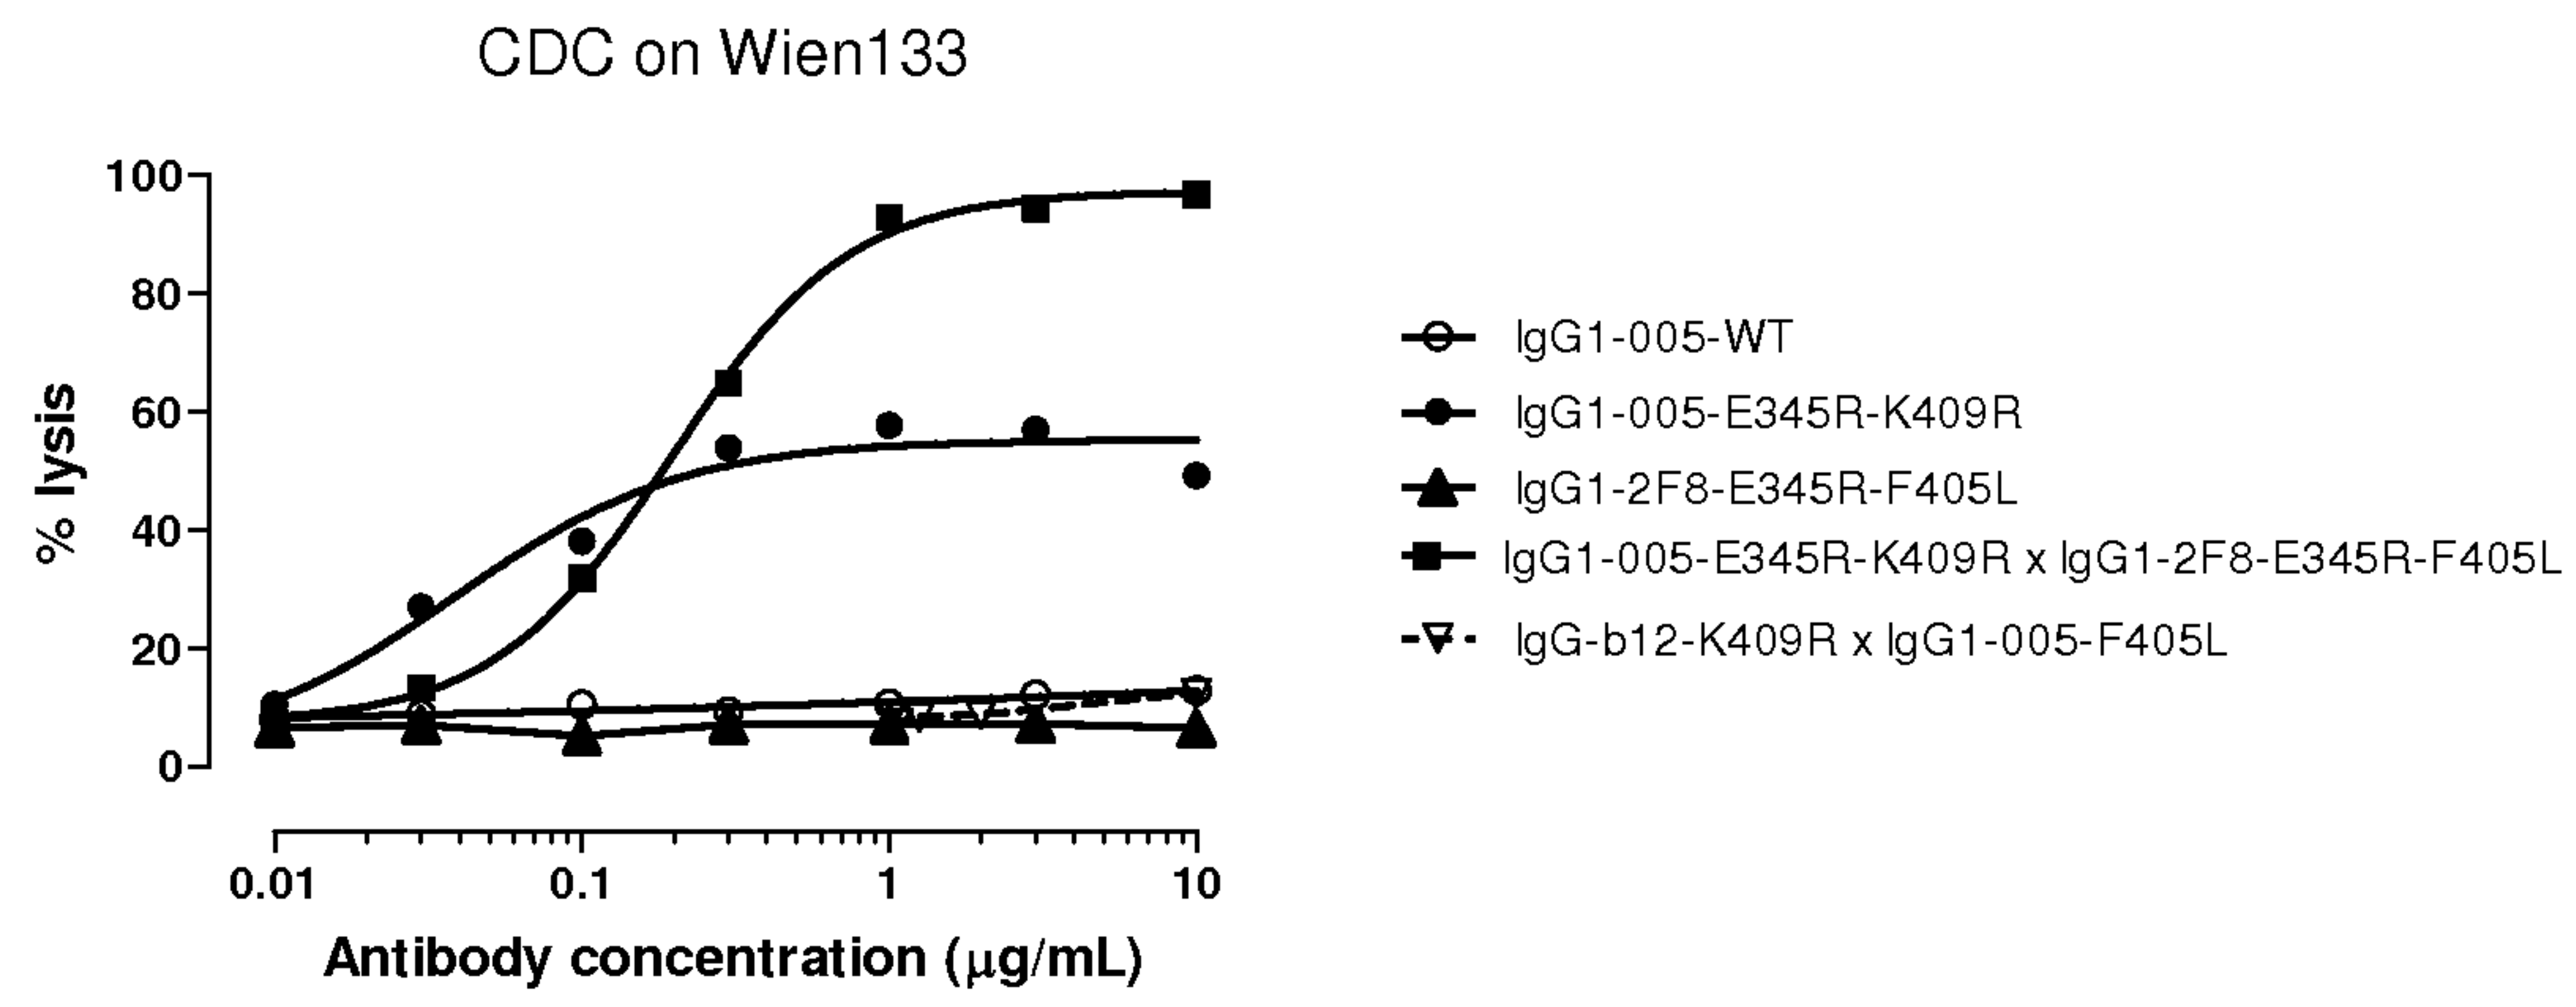 CDC on Wien133
100
80
60
40
20
0
% lysis
0.01
0.1
1
10
Antibody concentration (μg/mL)
IgG1-005-WT
IgG1-005-E345R-K409R
IgG1-2F8-E345R-F405L
IgG1-005-E345R-K409R x IgG1-2F8-E345R-F405L
IgG-b12-K409R x IgG1-005-F405L